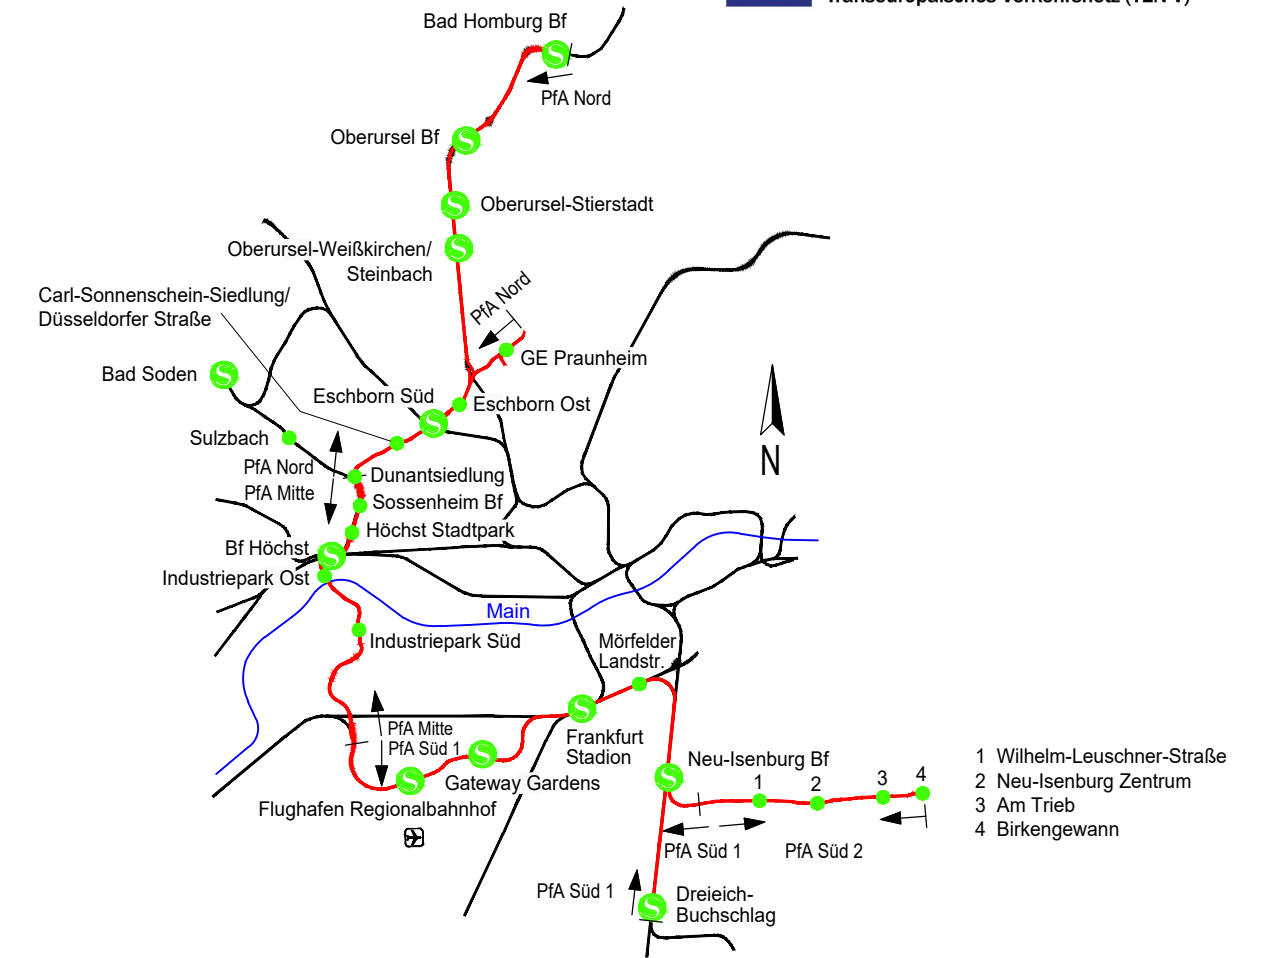 Transeuropäisches Verkehrsnetz (TEN-V)
Bad Homburg Bf
PfA Nord
Oberursel Bf
Oberursel-Stierstadt
Oberursel-Weißkirchen/
Steinbach
PfA Nord
Carl-Sonnenschein-Siedlung/
Düsseldorfer Straße
GE Praunheim
Bad Soden
Eschborn Süd
Eschborn Ost
Sulzbach
PfA Nord
PfA Mitte
Dunantsiedlung
Sossenheim Bf
Höchst Stadtpark
N
Bf Höchst
Industriepark Ost
Main
Industriepark Süd
Mörfelder
Landstr.
PfA Mitte
PfA Süd 1
Frankfurt
Stadion
Gateway Gardens
Flughafen Regionalbahnhof
Neu-Isenburg Bf
1
2
3
4
1 Wilhelm-Leuschner-Straße
2 Neu-Isenburg Zentrum
3 Am Trieb
4 Birkengewann
PfA Süd 1
PfA Süd 2
PfA Süd 1
Dreieich-
Buchschlag